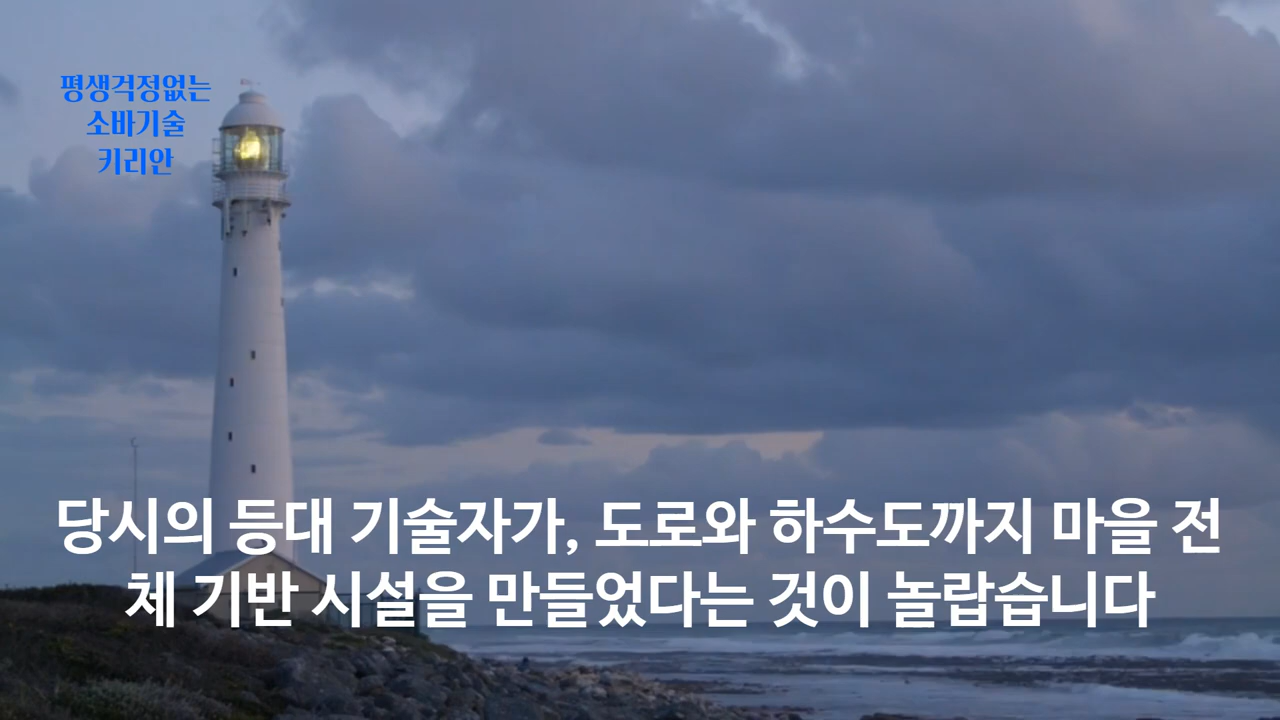 평생걱정없는
소바기술
키리안
당시의 등대 기술자가, 도로와 하수도까지 마을 전
체 기반 시설을 만들었다는 것이 놀랍습니다